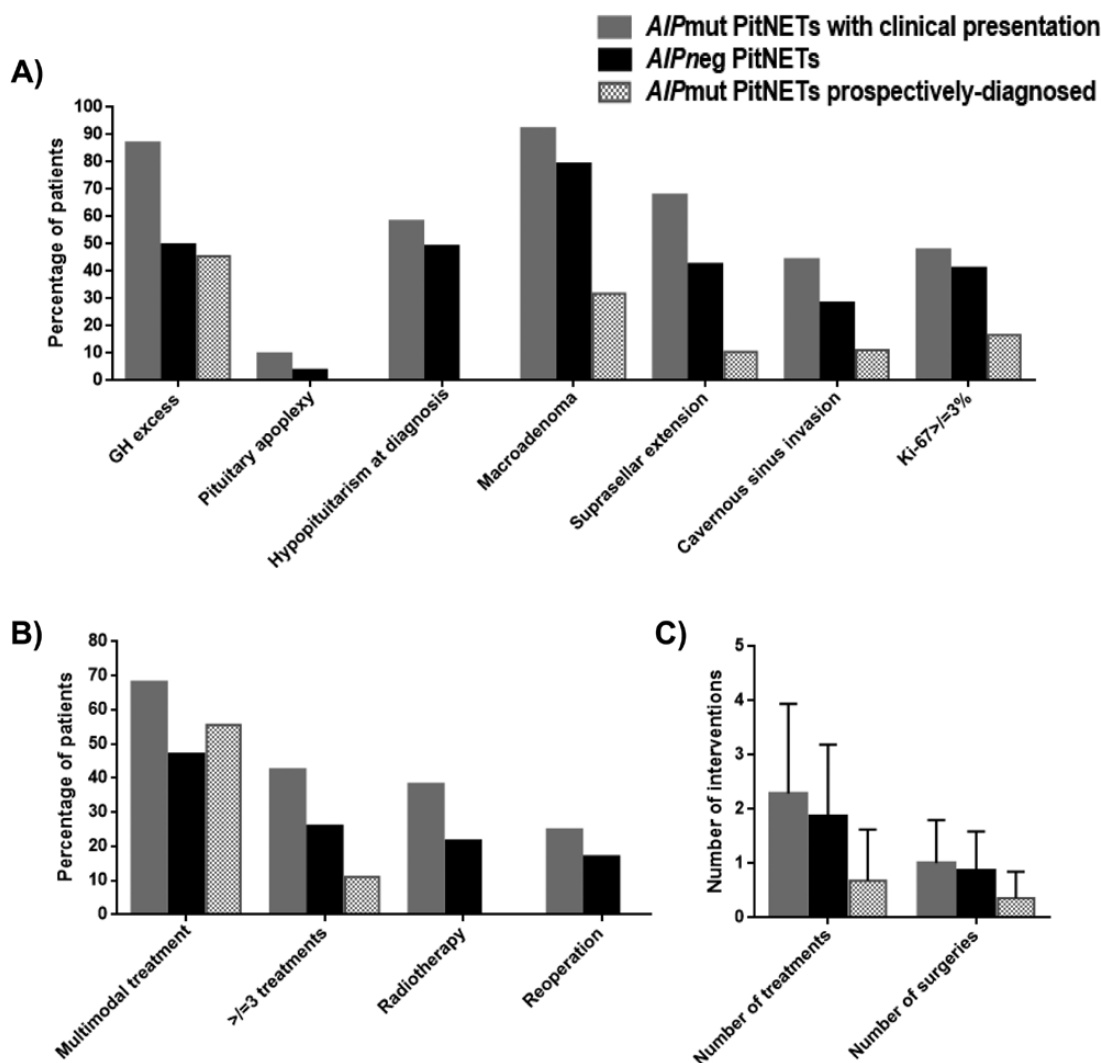 AIPmut PitNETs with clinical presentation
AIPneg PitNETs
AIPmut PitNETs prospectively-diagnosed
A)
Percentage of patients
100
90
80
70
60
50
40
30
20
10
0
GH excess
Pituitary apoplexy
Hypopituitarism at diagnosis
Macroadenoma
Suprasellar extension
Cavernous sinus invasion
Ki-67>/=3%
B)
Percentage of patients
80
70
60
50
40
30
20
10
0
Multimodal treatment
>/=3 treatments
Radiotherapy
Reoperation
C)
Number of interventions
5
4
3
2
1
0
Number of treatments
Number of surgeries